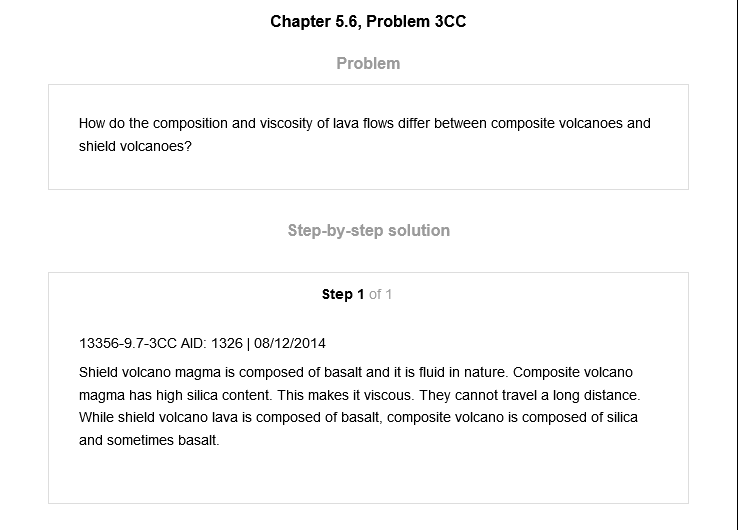 Chapter 5.6, Problem 3CC
Problem
How do the composition and viscosity of lava flows differ between composite volcanoes and
shield volcanoes?
Step-by-step solution
Step 1 of 1
13356-9.7-3CC AID: 1326 | 08/12/2014
Shield volcano magma is composed of basalt and it is fluid in nature. Composite volcano
magma has high silica content. This makes it viscous. They cannot travel a long distance.
While shield volcano lava is composed of basalt, composite volcano is composed of silica
and sometimes basalt.